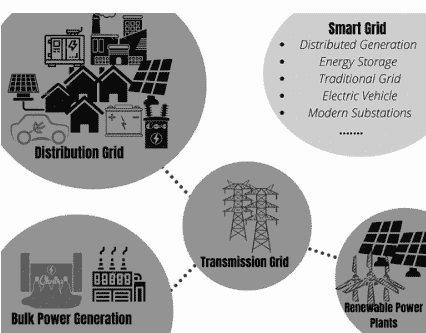 Smart Grid
• Distributed Generation
• Energy Storage
• Traditional Grid
• Electric Vehicle
• Modern Substations
.......
Distribution Grid
Transmission Grid
Bulk Power Generation
Renewable Power
Plants